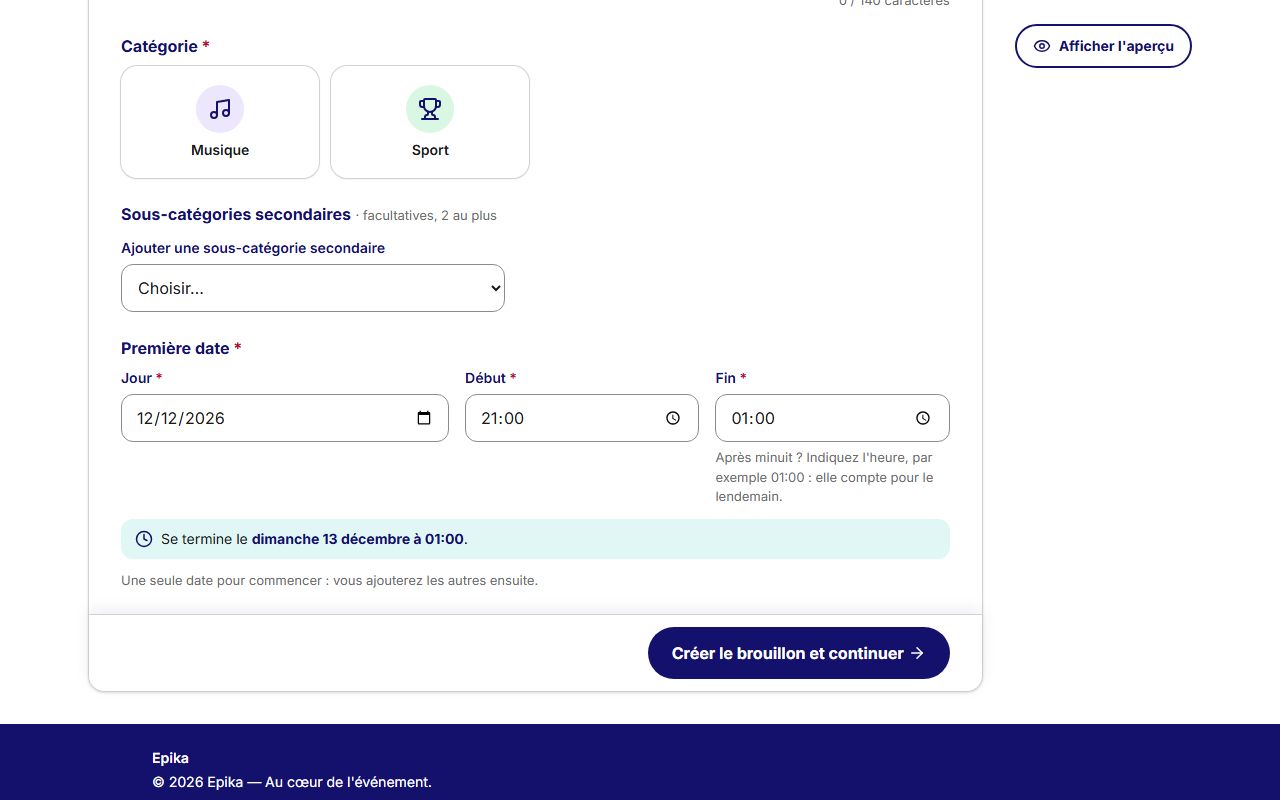 0 / 140 caractères
Catégorie *
Afficher l'aperçu
Musique
Sport
Sous-catégories secondaires · facultatives, 2 au plus
Ajouter une sous-catégorie secondaire
Choisir...
Première date *
Jour *
Début *
Fin *
12/12/2026
21:00
01:00
Après minuit ? Indiquez l'heure, par
exemple 01:00 : elle compte pour le
lendemain.
Se termine le dimanche 13 décembre à 01:00.
Une seule date pour commencer : vous ajouterez les autres ensuite.
Créer le brouillon et continuer →
Epika
© 2026 Epika — Au cœur de l'événement.